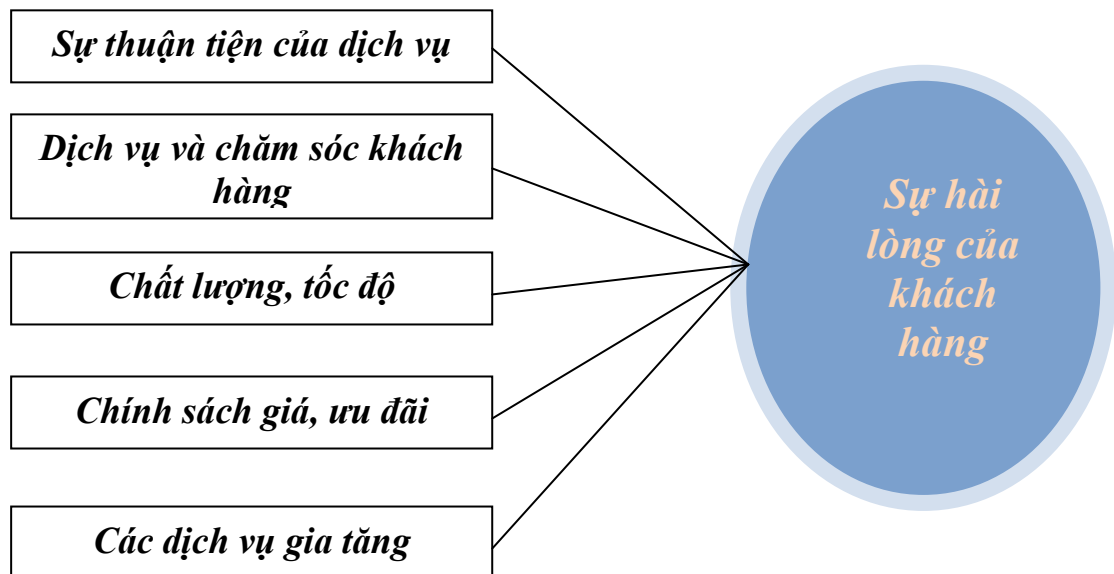 Sự thuận tiện của dịch vụ
Dịch vụ và chăm sóc khách
hàng
Chất lượng, tốc độ
Chính sách giá, ưu đãi
Các dịch vụ gia tăng
Sự hài
lòng của
khách
hàng